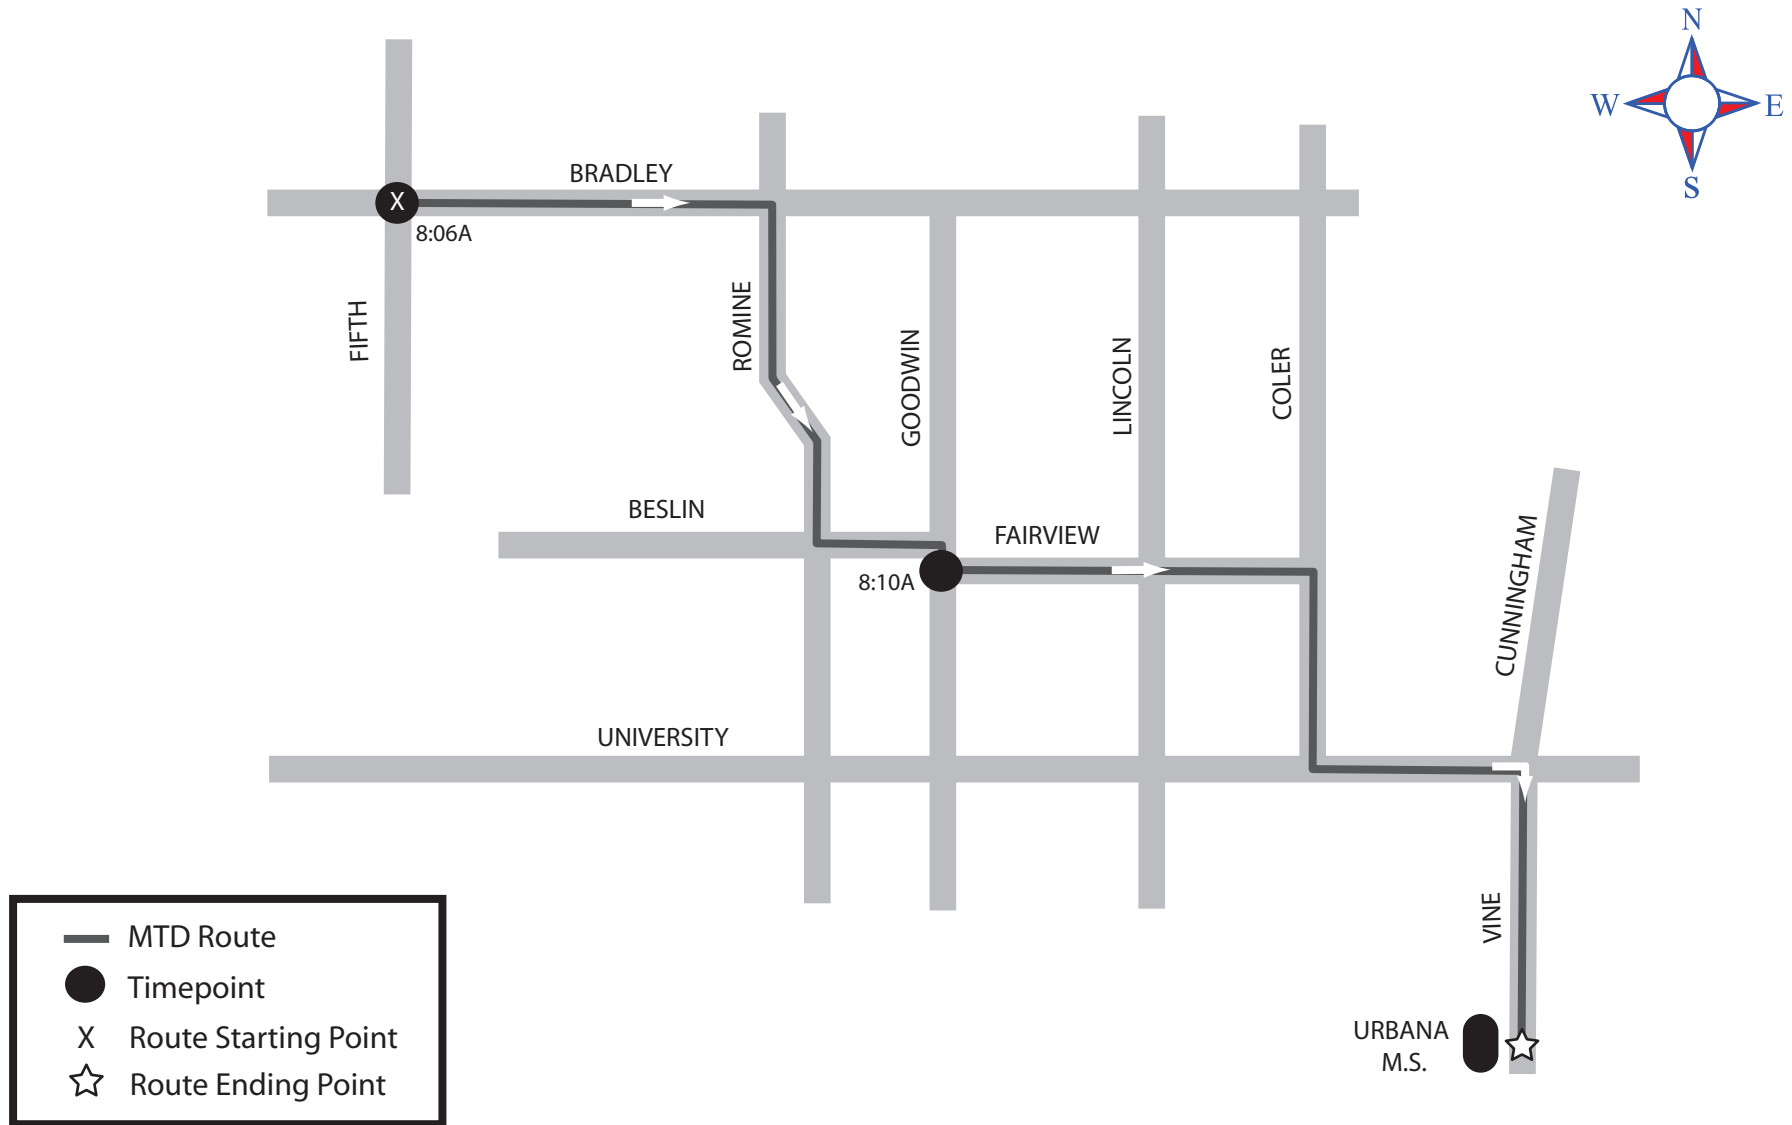 N
W
E
S
BRADLEY
X
8:06A
FIFTH
ROMINE
GOODWIN
LINCOLN
COLER
BESLIN
FAIRVIEW
8:10A
CUNNINGHAM
UNIVERSITY
VINE
URBANA
M.S.
MTD Route
Timepoint
X Route Starting Point
Route Ending Point